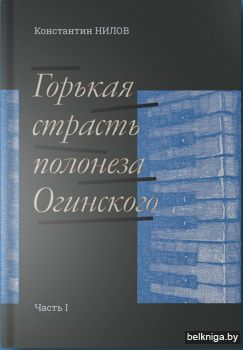 Константин НИЛОВ
Горькая
страсть
полонеза
Огинского
Часть I
belkniga.by